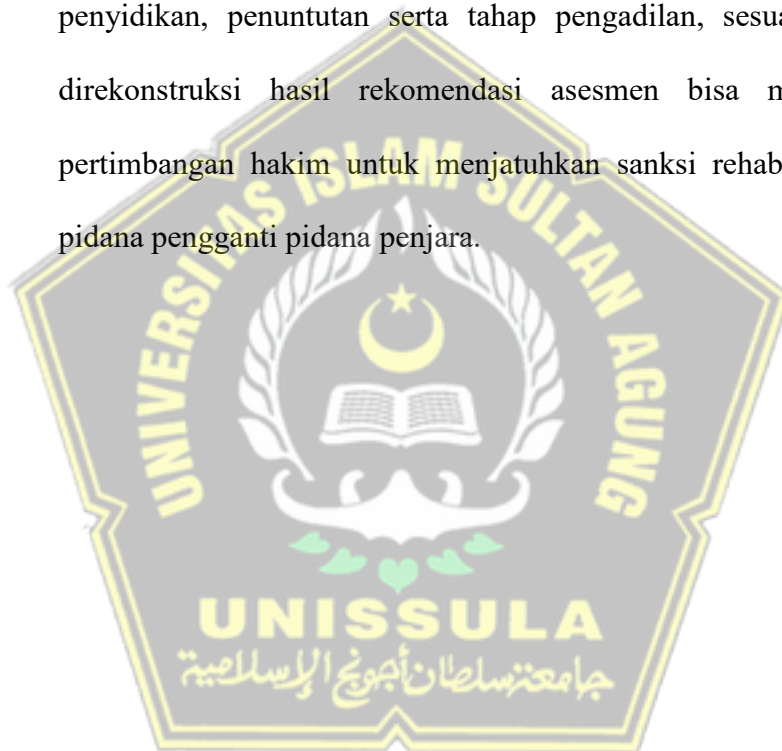 penyidikan, penuntutan serta tahap pengadilan,
direkonstruksi hasil rekomendasi asesmen bisa
pertimbangan hakim untuk menjatuhkan sanksi
pidana pengganti pidana penjara.
UNIVERSITAS ISLAM SULTAN AGUNG
UNISSULA
جامعة سلطان أجونج الإسلامية